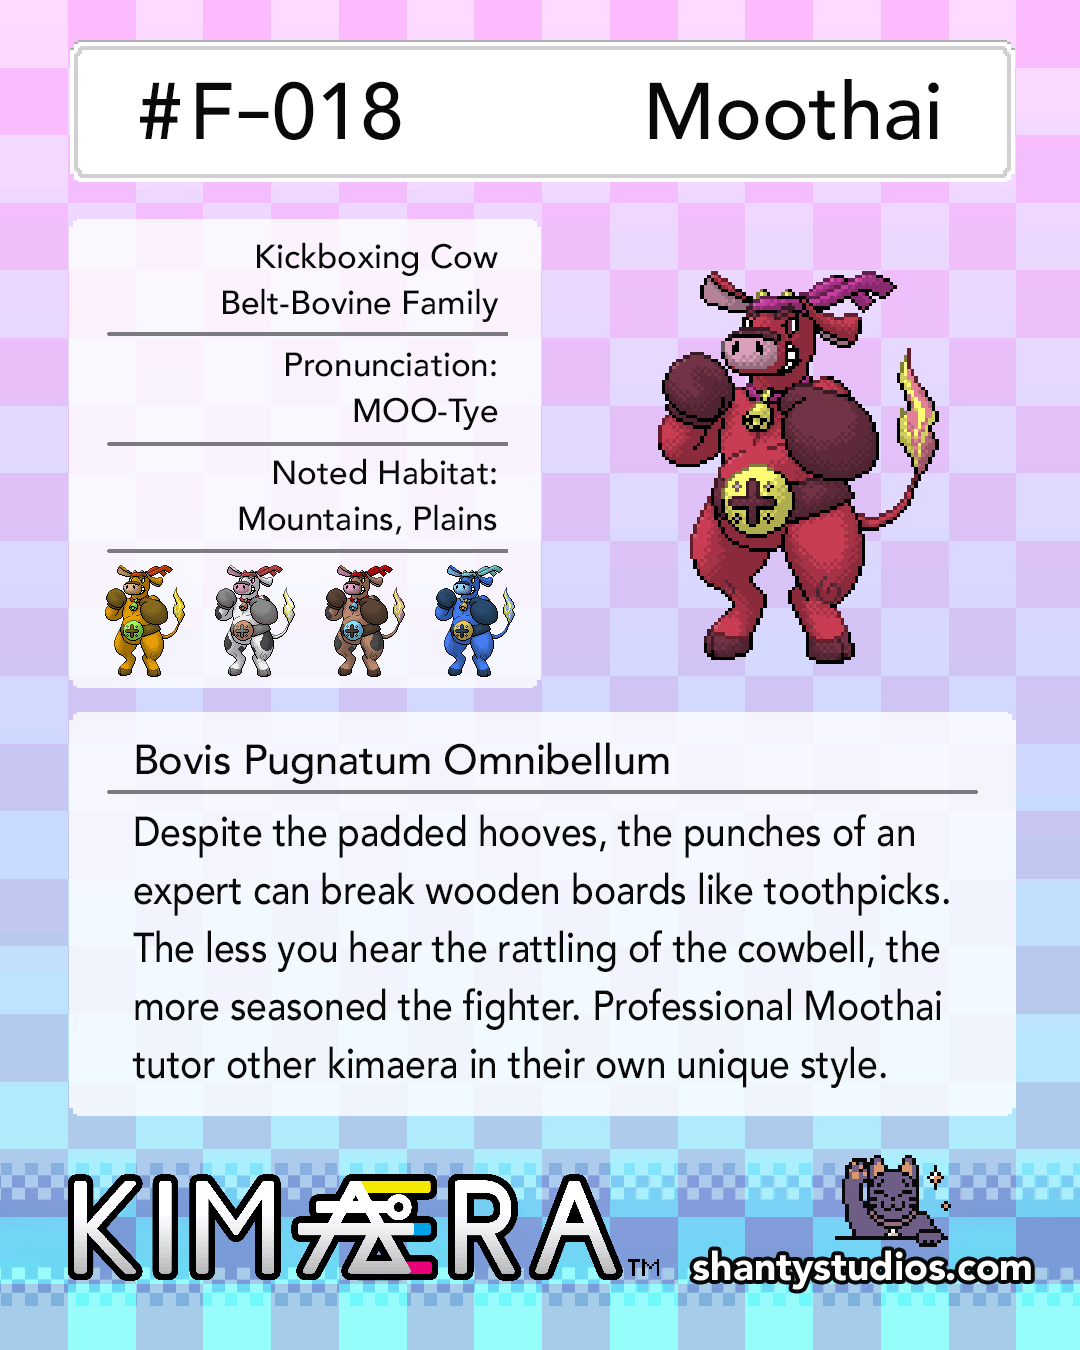 #F-018
Moothai
Kickboxing Cow
Belt-Bovine Family
Pronunciation:
MOO-Tye
Noted Habitat:
Mountains, Plains
Bovis Pugnatum Omnibellum
Despite the padded hooves, the punches of an
expert can break wooden boards like toothpicks.
The less you hear the rattling of the cowbell, the
more seasoned the fighter. Professional Moothai
tutor other kimaera in their own unique style.
KIMÆRA™
shantystudios.com